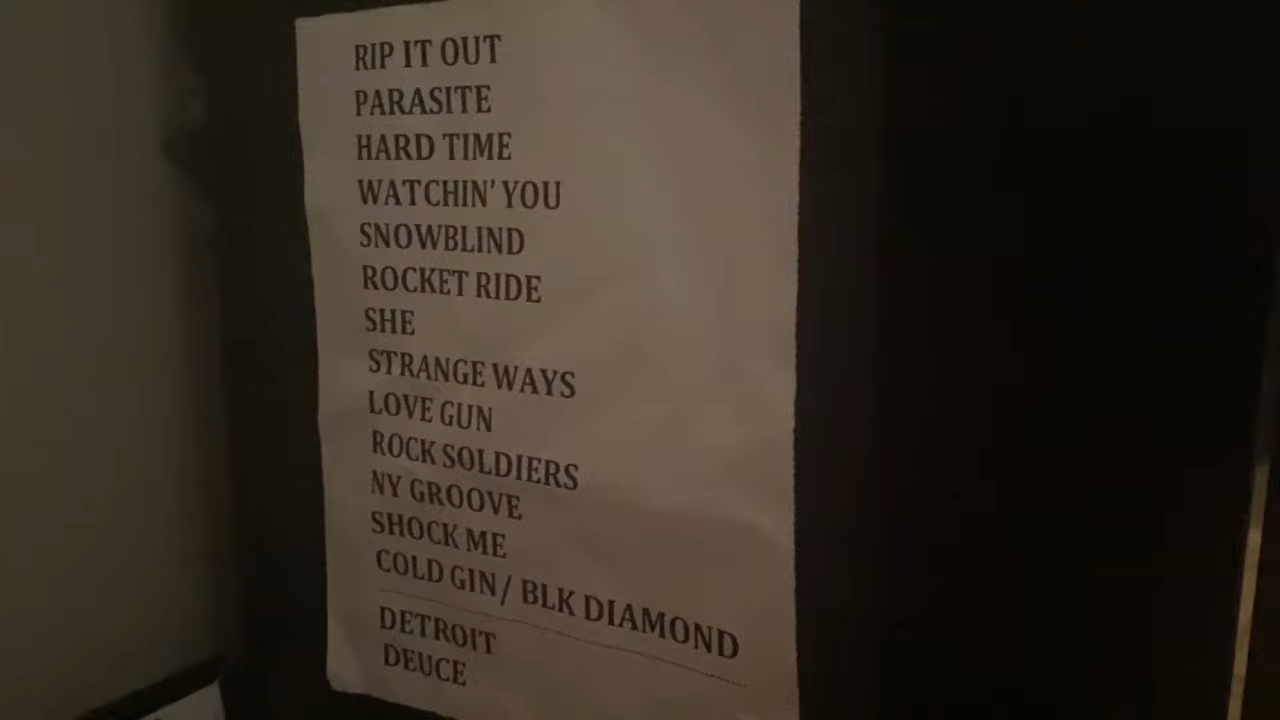 RIP IT OUT
PARASITE
HARD TIME
WATCHIN' YOU
SNOWBLIND
ROCKET RIDE
SHE
STRANGE WAYS
LOVE GUN
ROCK SOLDIERS
NY GROOVE
SHOCK ME
COLD GIN/ BLK DIAMOND
DETROIT
DEUCE